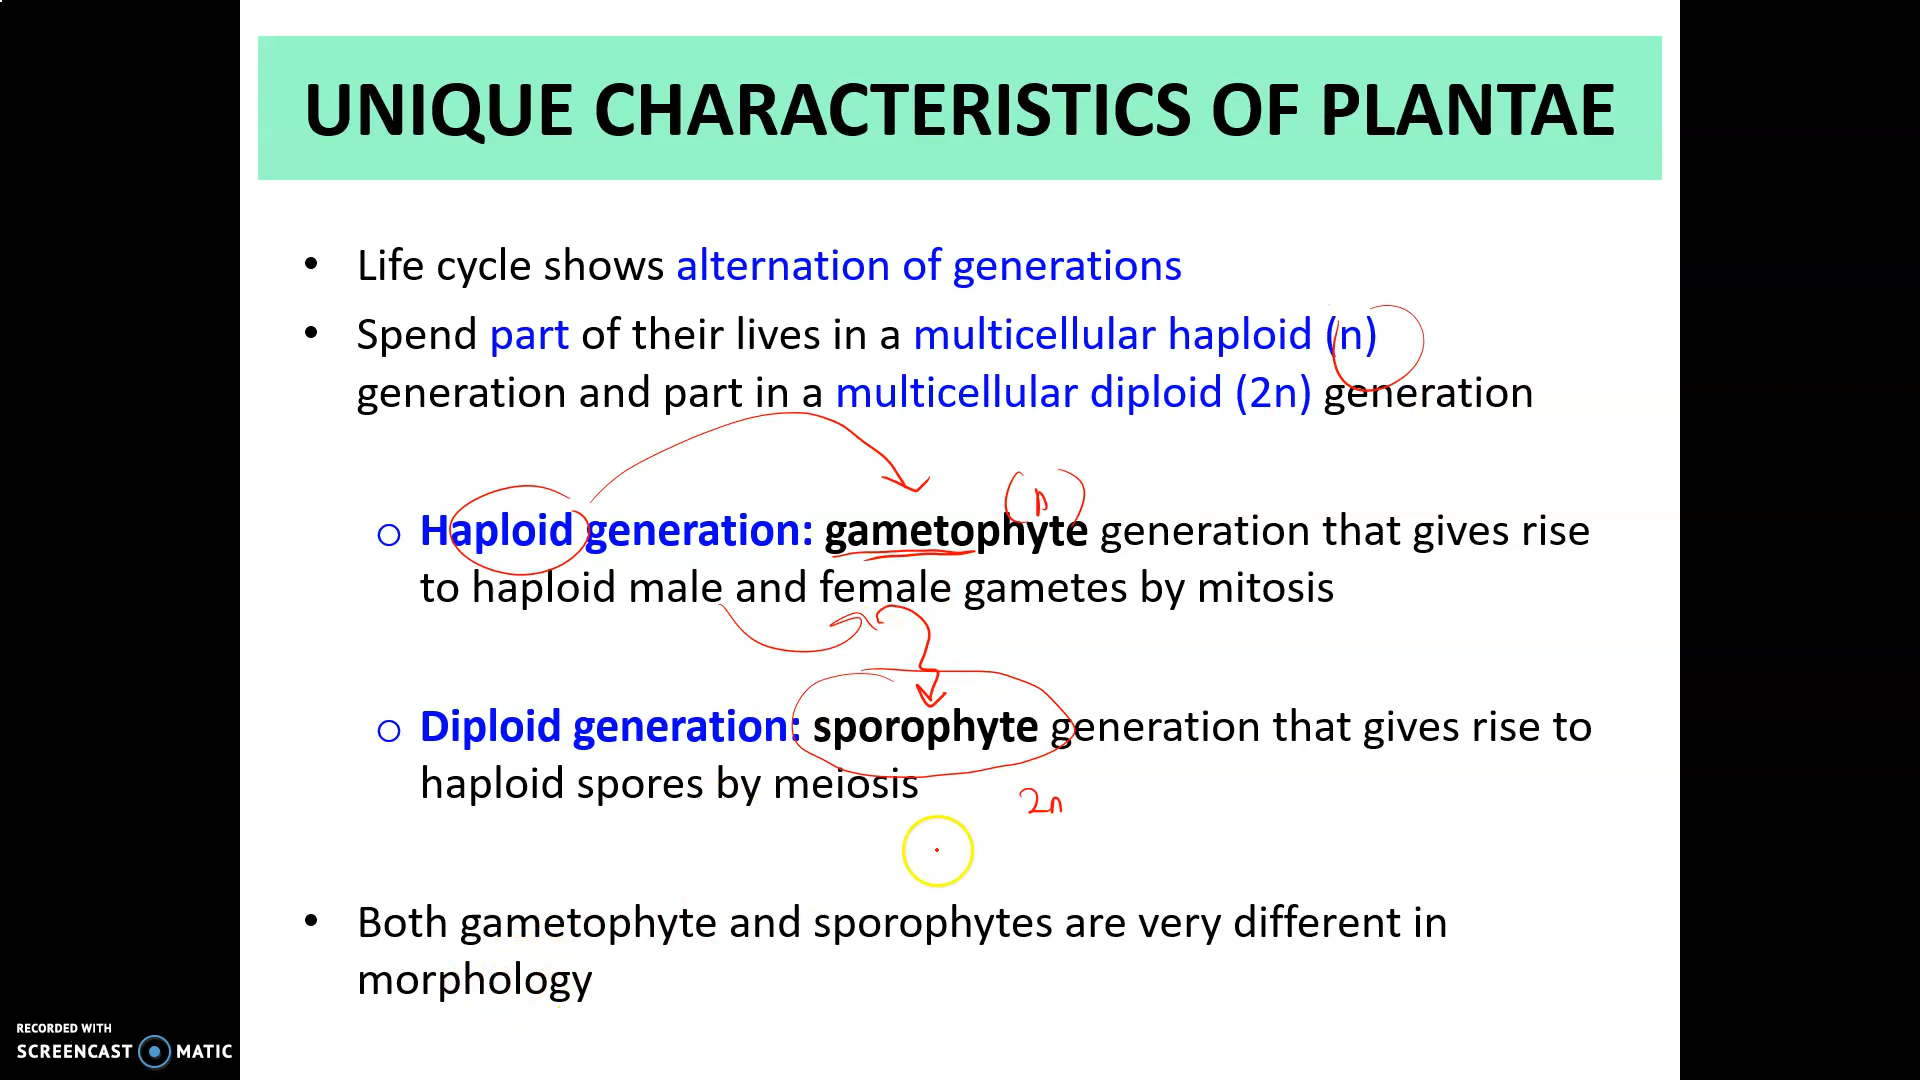 UNIQUE CHARACTERISTICS OF PLANTAE
• Life cycle shows alternation of generations
• Spend part of their lives in a multicellular haploid (n)
generation and part in a multicellular diploid (2n) generation
(n)
o Haploid generation: gametophyte generation that gives rise
to haploid male and female gametes by mitosis
o Diploid generation: sporophyte generation that gives rise to
haploid spores by meiosis
2n
• Both gametophyte and sporophytes are very different in
morphology
RECORDED WITH
SCREENCAST MATIC